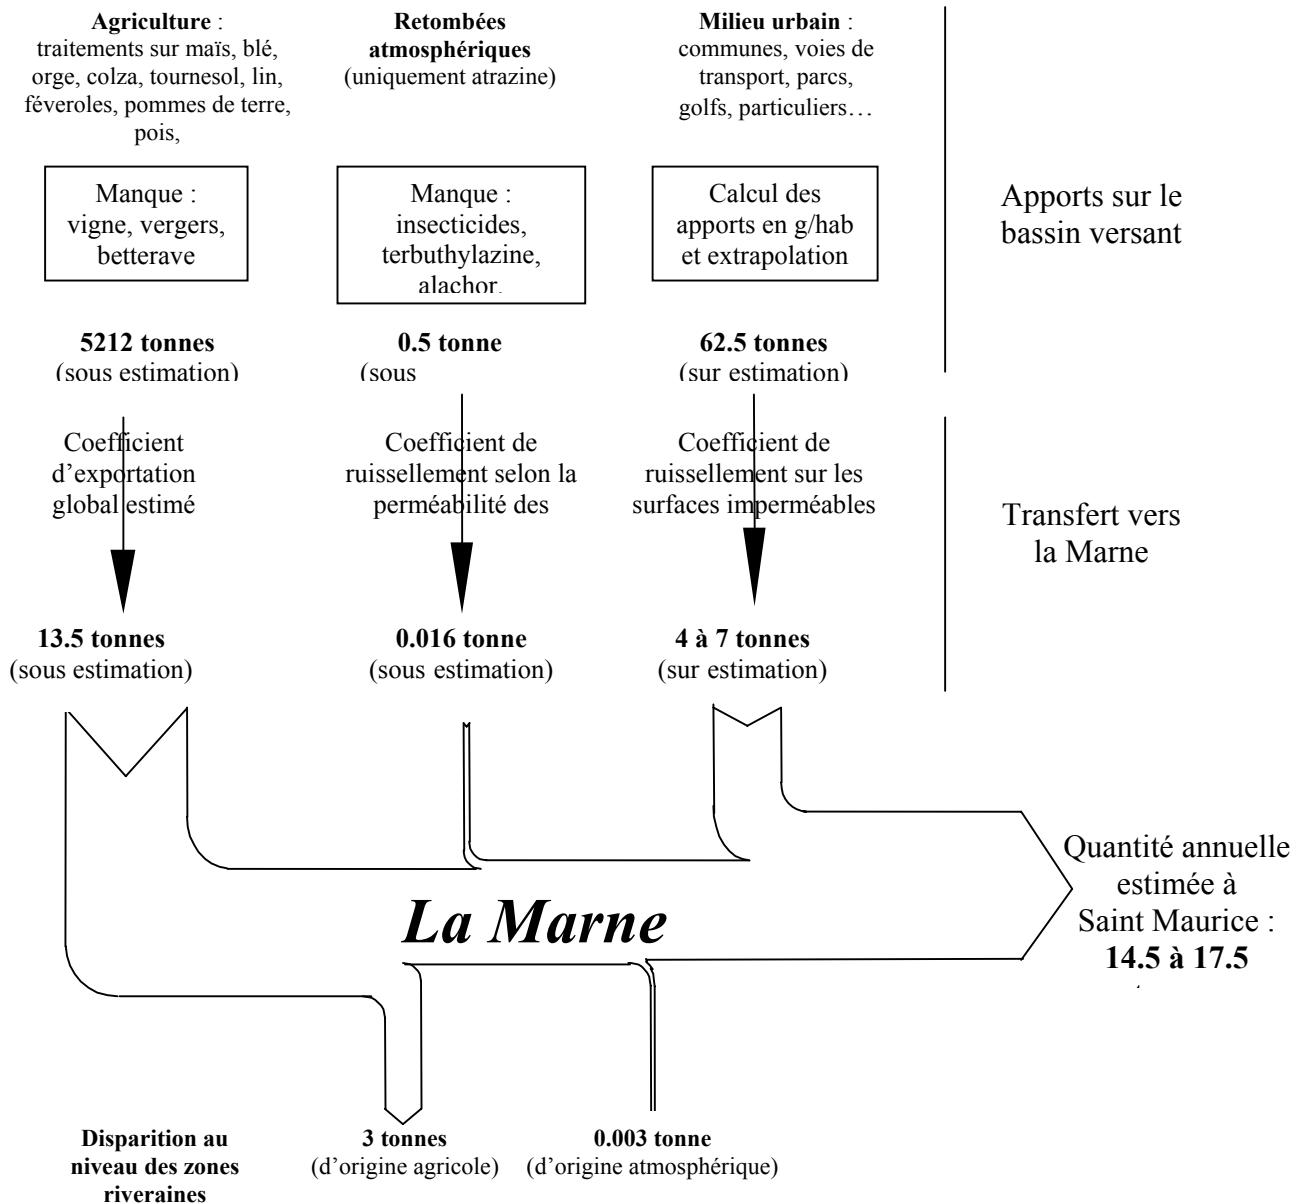 Agriculture :
traitements sur maïs, blé,
orge, colza, tournesol, lin,
féveroles, pommes de terre,
pois,
Retombées
atmosphériques
(uniquement atrazine)
Milieu urbain :
communes, voies de
transport, parcs,
golfs, particuliers…
Manque :
vigne, vergers,
betterave
Manque :
insecticides,
terbuthylazine,
alachor.
Calcul des
apports en g/hab
et extrapolation
Apports sur le
bassin versant
5212 tonnes
(sous estimation)
0.5 tonne
(sous
62.5 tonnes
(sur estimation)
Coefficient
d’exportation
global estimé
Coefficient de
ruissellement selon la
perméabilité des
Coefficient de
ruissellement sur les
surfaces imperméables
Transfert vers
la Marne
13.5 tonnes
(sous estimation)
0.016 tonne
(sous estimation)
4 à 7 tonnes
(sur estimation)
La Marne
Quantité annuelle
estimée à
Saint Maurice :
14.5 à 17.5
Disparition au
niveau des zones
riveraines
3 tonnes
(d’origine agricole)
0.003 tonne
(d’origine atmosphérique)